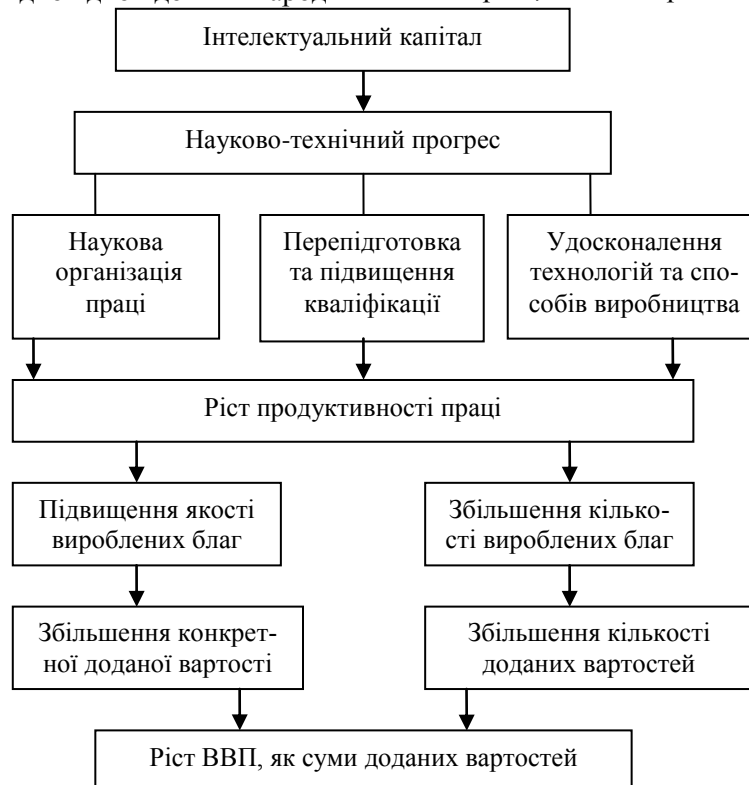 Інтелектуальний капітал
Науково-технічний прогрес
Наукова
організація
праці
Перепідготовка
та підвищення
кваліфікації
Удосконалення
технологій та спо-
собів виробництва
Ріст продуктивності праці
Підвищення якості
вироблених благ
Збільшення кілько-
сті вироблених благ
Збільшення конкрет-
ної доданої вартості
Збільшення кількості
доданих вартостей
Ріст ВВП, як суми доданих вартостей